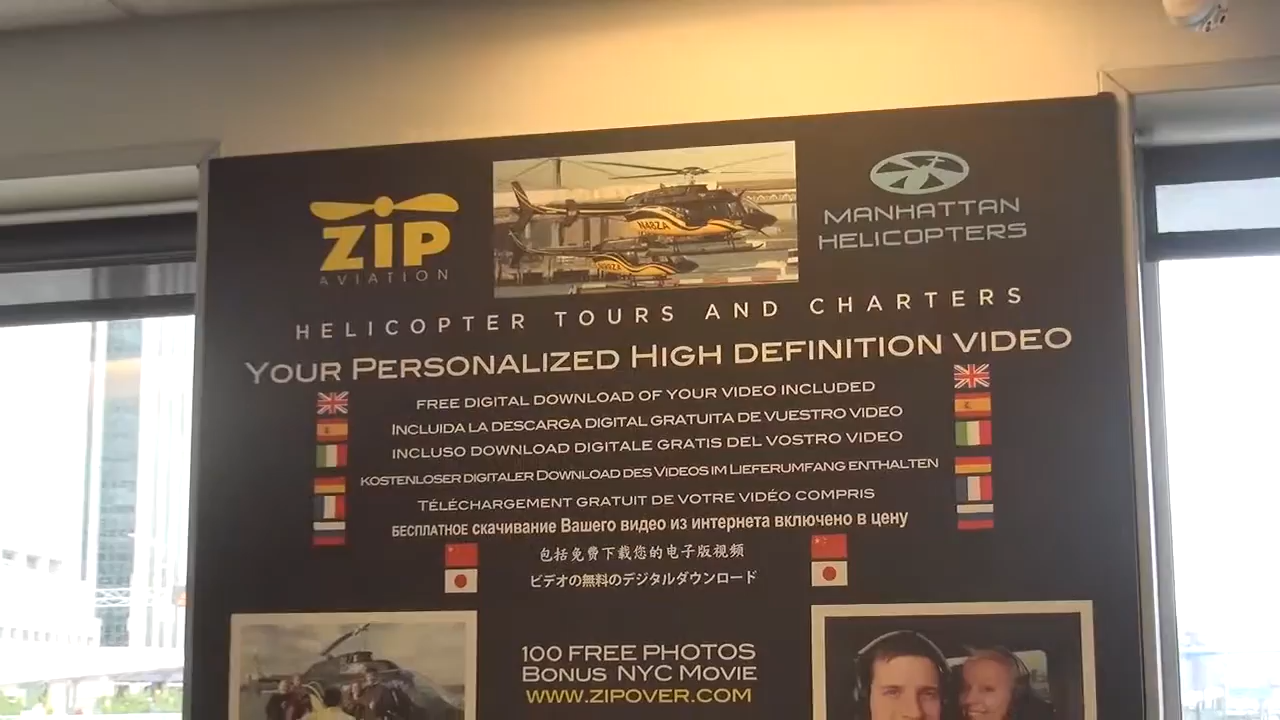 ZIP
AVIATION
N48ZA
MANHATTAN
HELICOPTERS
HELICOPTER TOURS AND CHARTERS
YOUR PERSONALIZED HIGH DEFINITION VIDEO
FREE DIGITAL DOWNLOAD OF YOUR VIDEO INCLUDED
INCLUIDA LA DESCARGA DIGITAL GRATUITA DE VUESTRO VIDEO
INCLUSO DOWNLOAD DIGITALE GRATIS DEL VOSTRO VIDEO
KOSTENLOSER DIGITALER DOWNLOAD DES VIDEOS IM LIEFERUMFANG ENTHALTEN
TÉLÉCHARGEMENT GRATUIT DE VOTRE VIDÉO COMPRIS
БЕСПЛАТНОЕ скачивание Вашего видео из интернета включено в цену
包括免费下载您的电子版视频
ビデオの無料のデジタルダウンロード
100 FREE PHOTOS
BONUS NYC MOVIE
WWW.ZIPOVER.COM